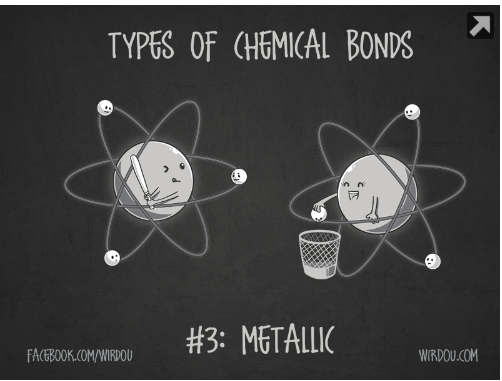 TYPES OF CHEMICAL BONDS
#3: METALLIC
FACEBOOK.COM/WIRDOU
WIRDOU.COM